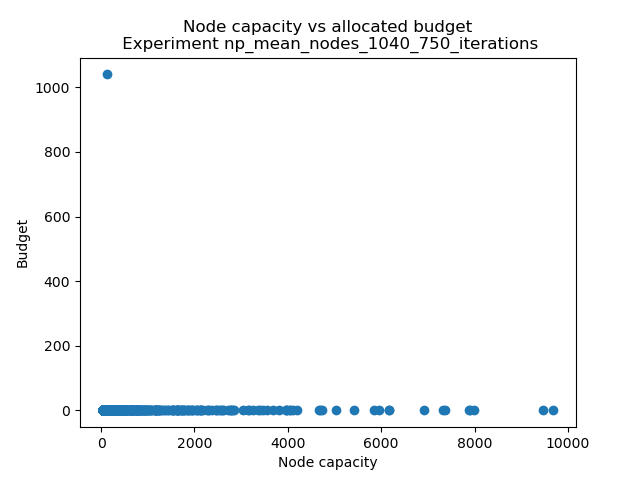 Node capacity vs allocated budget
Experiment np_mean_nodes_1040_750_iterations
1000
800
600
400
200
0
Budget
0 2000 4000 6000 8000 10000
Node capacity